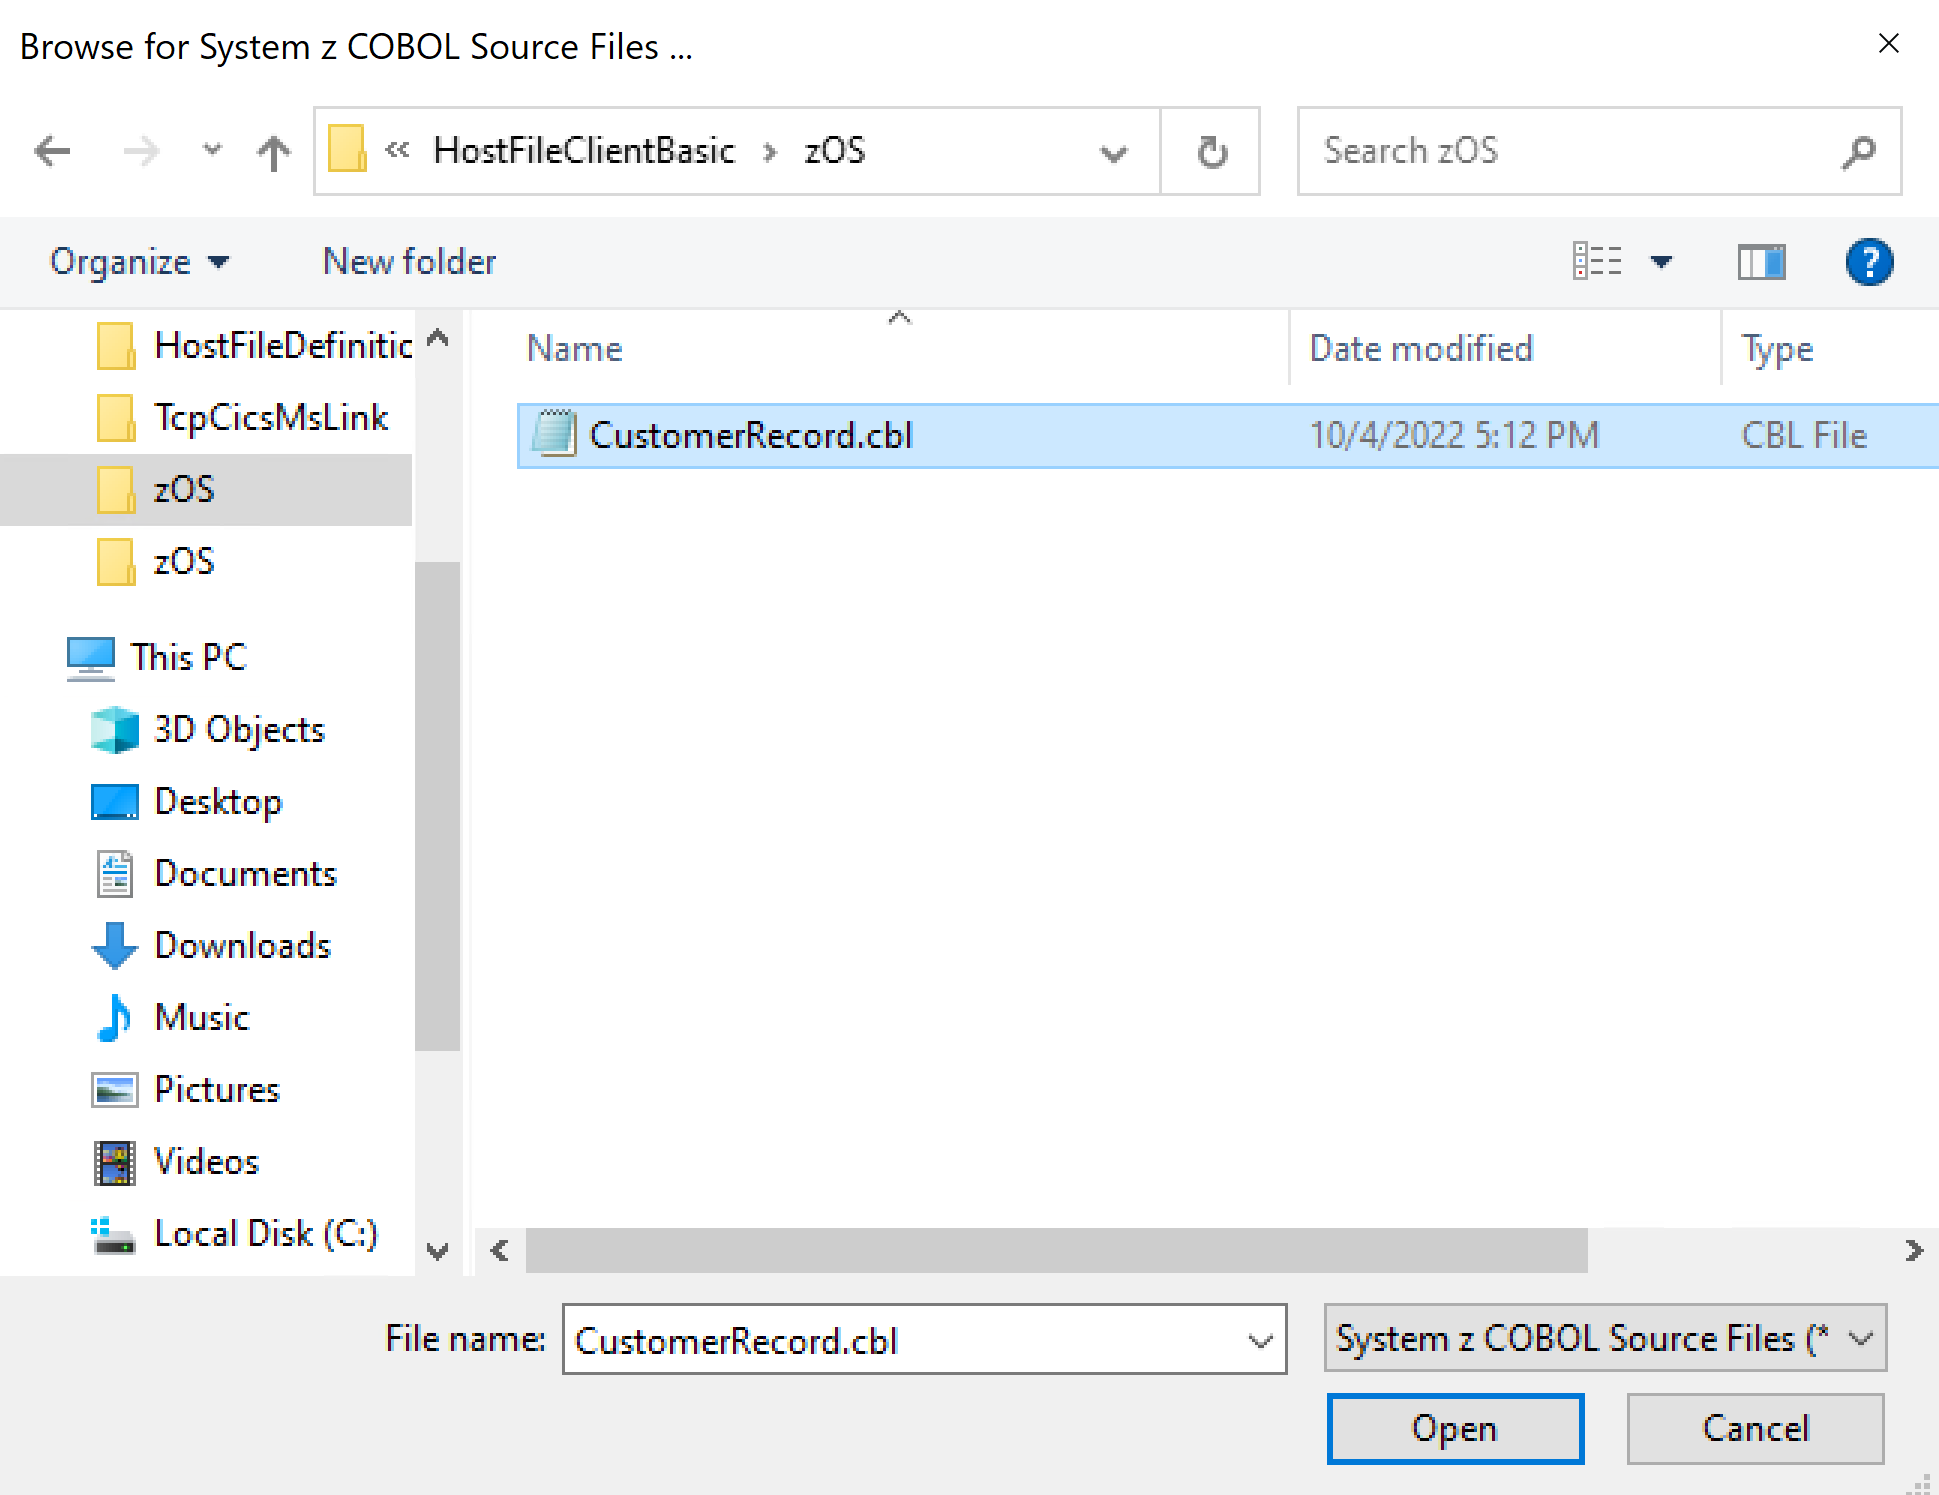 Browse for System z COBOL Source Files ...
« HostFileClientBasic › zOS
Search zOS
Organize
New folder
?
Name
Date modified
Type
CustomerRecord.cbl 10/4/2022 5:12 PM CBL File
HostFileDefinitic
TcpCicsMsLink
zOS
zOS
This PC
3D Objects
Desktop
Documents
Downloads
Music
Pictures
Videos
Local Disk (C:)
File name: CustomerRecord.cbl
System z COBOL Source Files (*
Open
Cancel